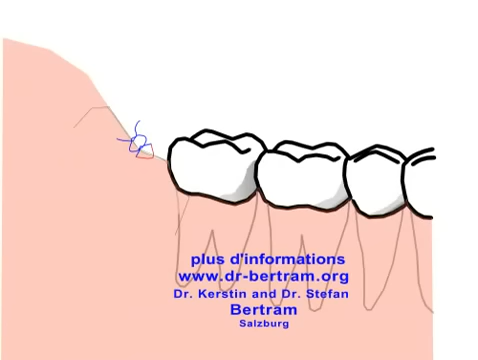 plus d'informations
www.dr-bertram.org
Dr. Kerstin and Dr. Stefan
Bertram
Salzburg